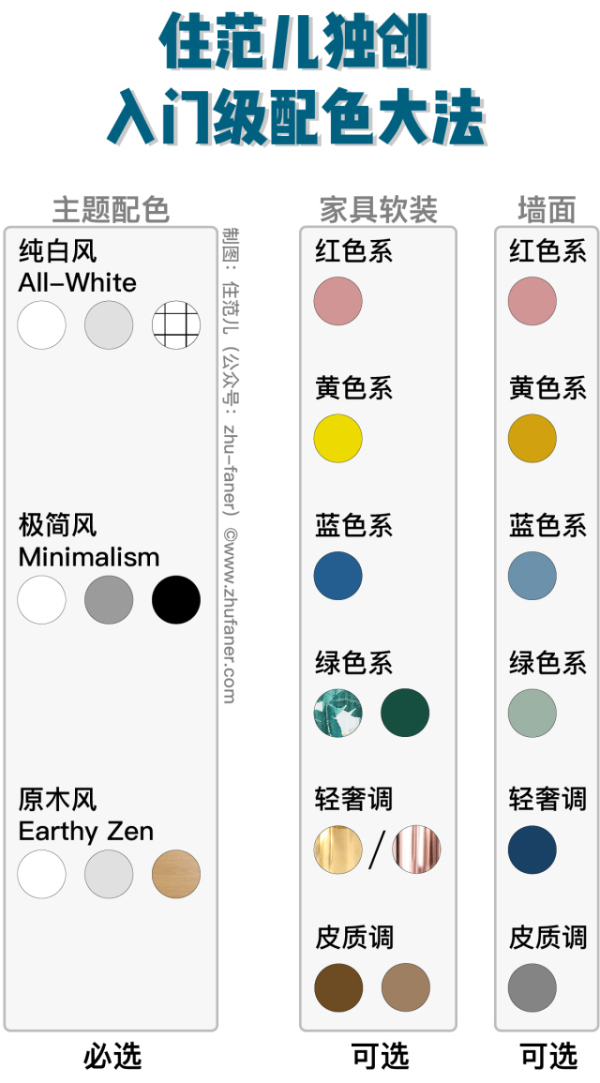 住范儿独创
入门级配色大法
主题配色
纯白风
All-White
极简风
Minimalism
原木风
Earthy Zen
必选
制图：住范儿（公众号：zhu-faner）©www.zhufaner.com
家具软装
红色系
黄色系
蓝色系
绿色系
轻奢调
/
皮质调
可选
墙面
红色系
黄色系
蓝色系
绿色系
轻奢调
皮质调
可选